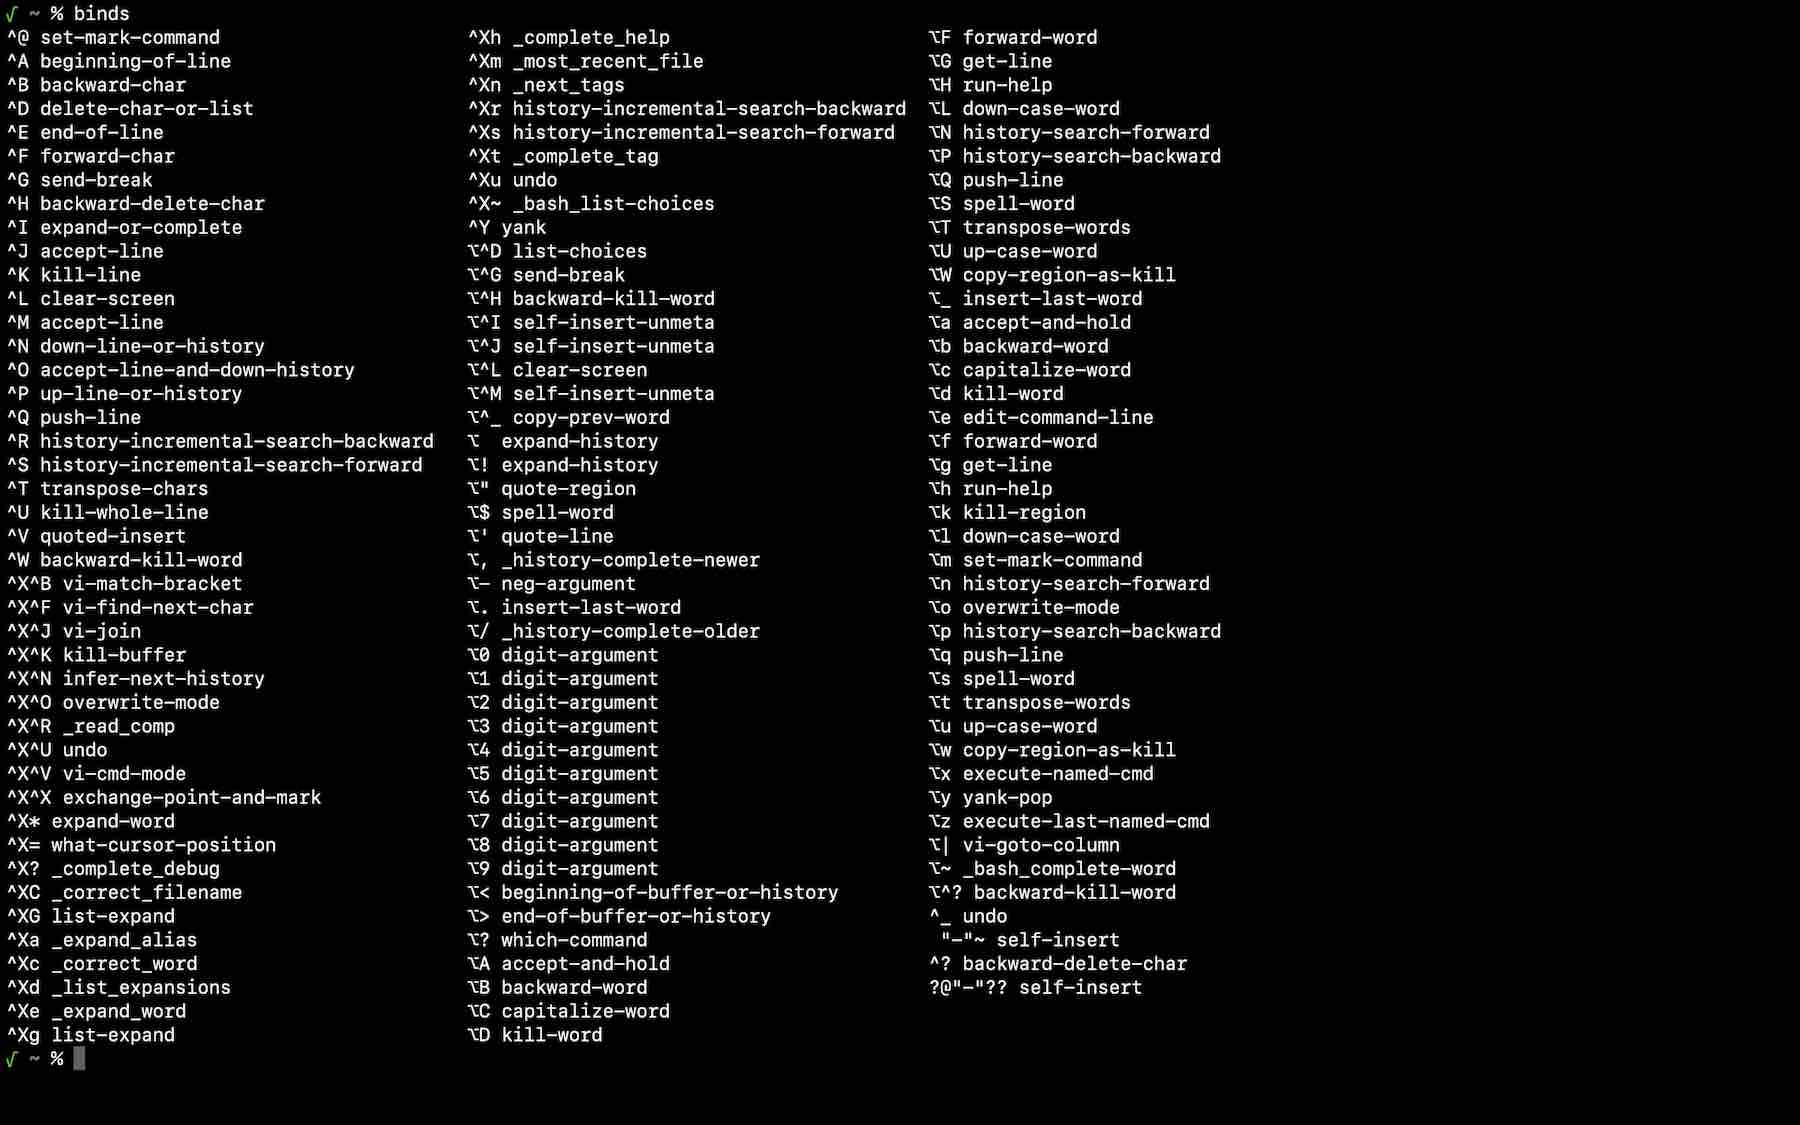 √ ~ % binds
^@ set-mark-command
^A beginning-of-line
^B backward-char
^D delete-char-or-list
^E end-of-line
^F forward-char
^G send-break
^H backward-delete-char
^I expand-or-complete
^J accept-line
^K kill-line
^L clear-screen
^M accept-line
^N down-line-or-history
^O accept-line-and-down-history
^P up-line-or-history
^Q push-line
^R history-incremental-search-backward
^S history-incremental-search-forward
^T transpose-chars
^U kill-whole-line
^V quoted-insert
^W backward-kill-word
^X^B vi-match-bracket
^X^F vi-find-next-char
^X^J vi-join
^X^K kill-buffer
^X^N infer-next-history
^X^O overwrite-mode
^X^R _read_comp
^X^U undo
^X^V vi-cmd-mode
^X^X exchange-point-and-mark
^X* expand-word
^X= what-cursor-position
^X? _complete_debug
^XC _correct_filename
^XG list-expand
^Xa _expand_alias
^Xc _correct_word
^Xd _list_expansions
^Xe _expand_word
^Xg list-expand
^Xh _complete_help
^Xm _most_recent_file
^Xn _next_tags
^Xr history-incremental-search-backward
^Xs history-incremental-search-forward
^Xt _complete_tag
^Xu undo
^X~ _bash_list-choices
^Y yank
⌥^D list-choices
⌥^G send-break
⌥^H backward-kill-word
⌥^I self-insert-unmeta
⌥^J self-insert-unmeta
⌥^L clear-screen
⌥^M self-insert-unmeta
⌥^_ copy-prev-word
⌥  expand-history
⌥! expand-history
⌥" quote-region
⌥$ spell-word
⌥' quote-line
⌥, _history-complete-newer
⌥- neg-argument
⌥. insert-last-word
⌥/ _history-complete-older
⌥0 digit-argument
⌥1 digit-argument
⌥2 digit-argument
⌥3 digit-argument
⌥4 digit-argument
⌥5 digit-argument
⌥6 digit-argument
⌥7 digit-argument
⌥8 digit-argument
⌥9 digit-argument
⌥< beginning-of-buffer-or-history
⌥> end-of-buffer-or-history
⌥? which-command
⌥A accept-and-hold
⌥B backward-word
⌥C capitalize-word
⌥D kill-word
⌥F forward-word
⌥G get-line
⌥H run-help
⌥L down-case-word
⌥N history-search-forward
⌥P history-search-backward
⌥Q push-line
⌥S spell-word
⌥T transpose-words
⌥U up-case-word
⌥W copy-region-as-kill
⌥_ insert-last-word
⌥a accept-and-hold
⌥b backward-word
⌥c capitalize-word
⌥d kill-word
⌥e edit-command-line
⌥f forward-word
⌥g get-line
⌥h run-help
⌥k kill-region
⌥l down-case-word
⌥m set-mark-command
⌥n history-search-forward
⌥o overwrite-mode
⌥p history-search-backward
⌥q push-line
⌥s spell-word
⌥t transpose-words
⌥u up-case-word
⌥w copy-region-as-kill
⌥x execute-named-cmd
⌥y yank-pop
⌥z execute-last-named-cmd
⌥| vi-goto-column
⌥~ _bash_complete-word
⌥^? backward-kill-word
^_ undo
 "-"~ self-insert
^? backward-delete-char
?@"-"?? self-insert
√ ~ %